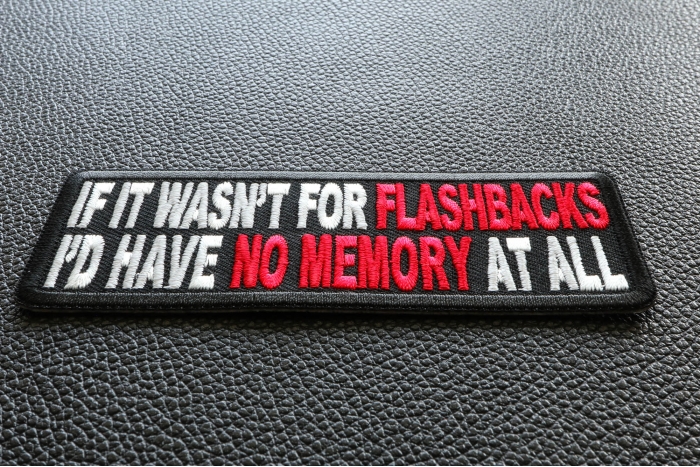 IF IT WASN'T FOR FLASHBACKS
I'D HAVE NO MEMORY AT ALL